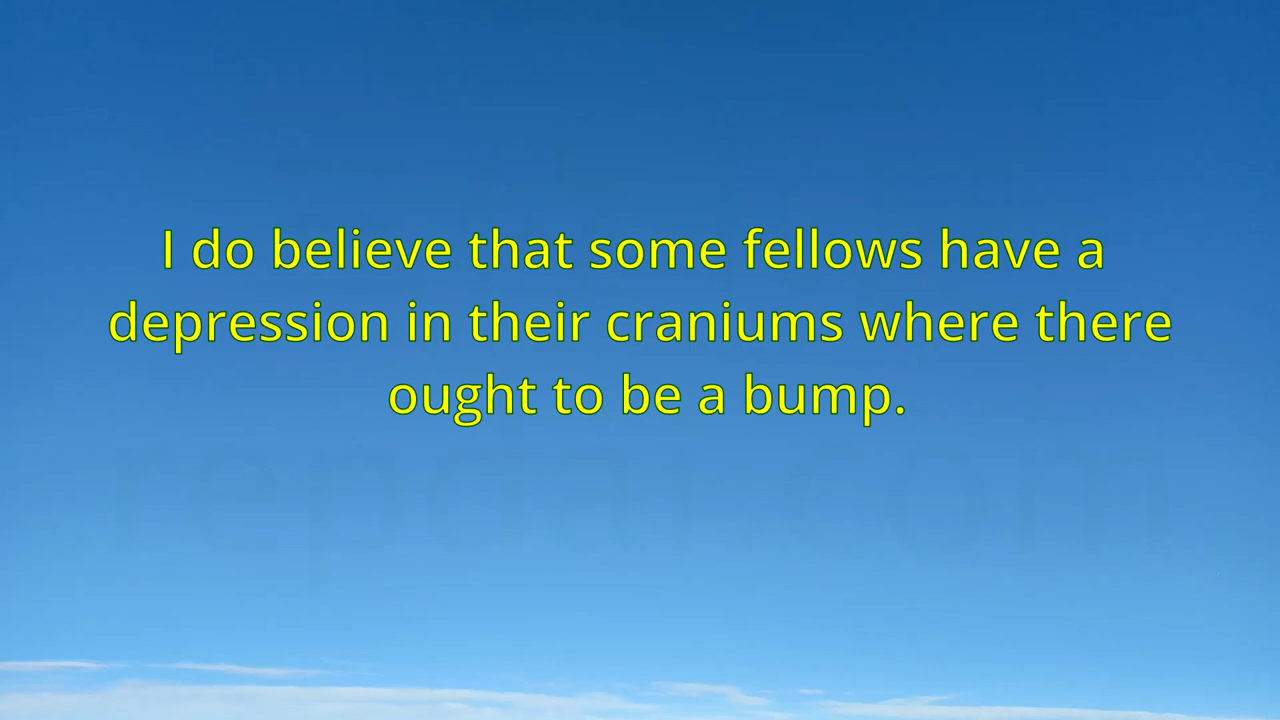 I do believe that some fellows have a
depression in their craniums where there
ought to be a bump.